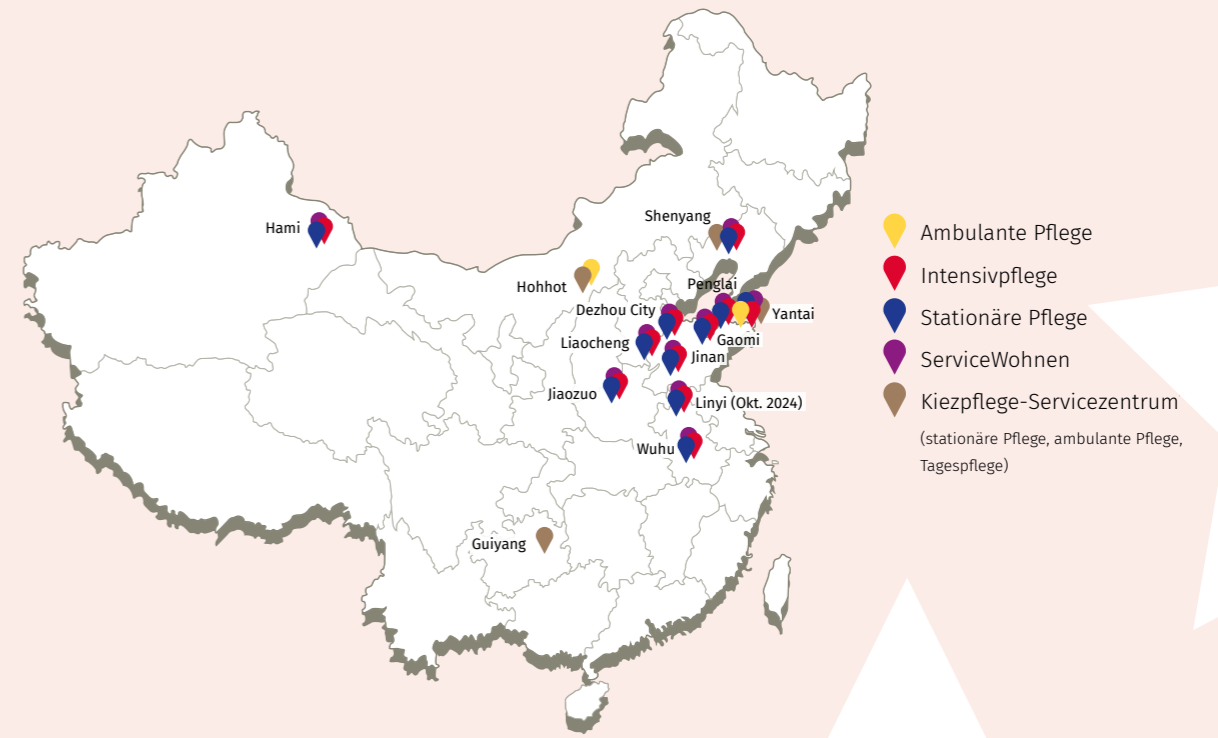 Hami
Shenyang
Hohhot
Penglai
Dezhou City
Yantai
Liaocheng
Gaomi
Jinan
Jiaozuo
Linyi (Okt. 2024)
Wuhu
Guiyang
Ambulante Pflege
Intensivpflege
Stationäre Pflege
ServiceWohnen
Kiezpflege-Servicezentrum
(stationäre Pflege, ambulante Pflege,
Tagespflege)